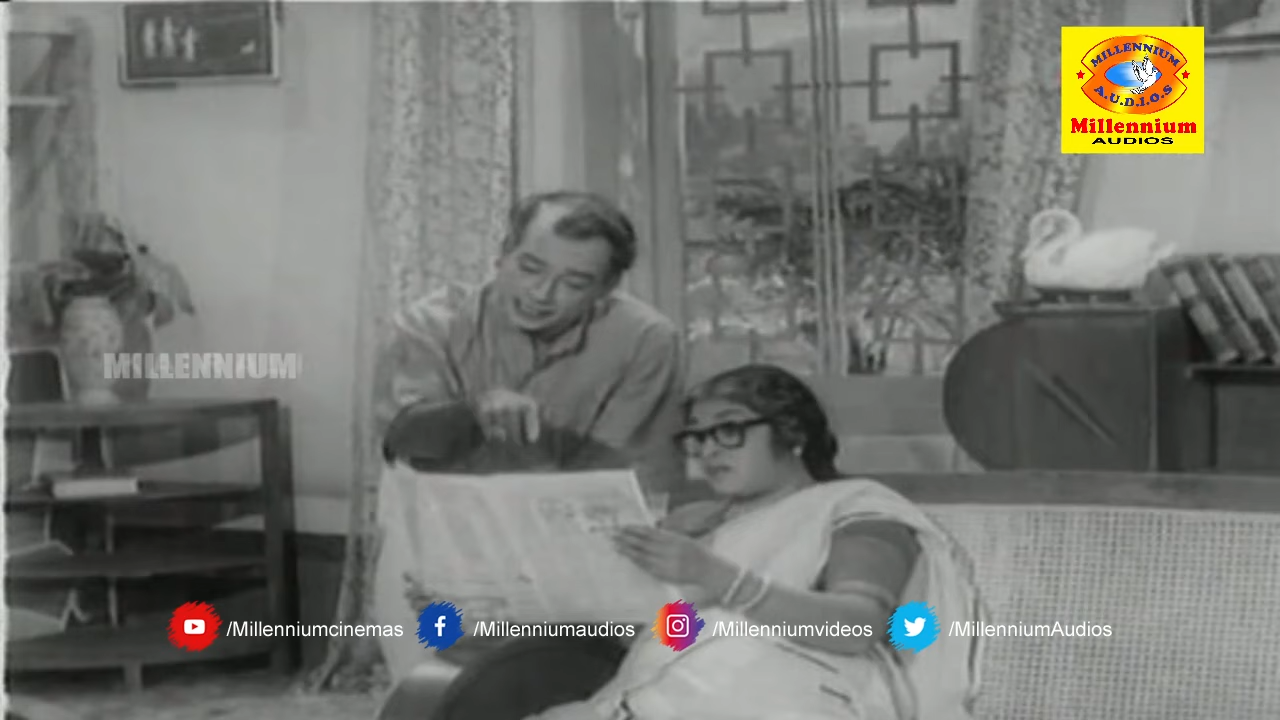 MILLENNIUM
A.U.D.I.O.S
Millennium
AUDIOS
MILLENNIUM
/Millenniumcinemas
/Millenniumaudios
/Millenniumvideos
/MillenniumAudios